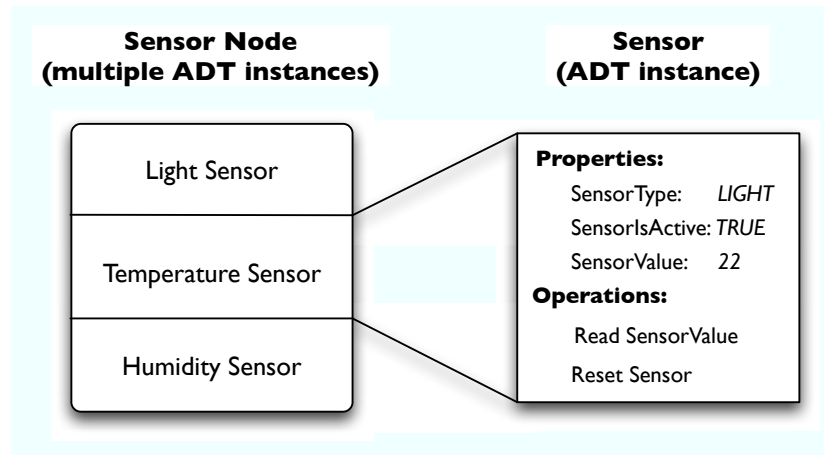 Sensor Node
(multiple ADT instances)
Light Sensor
Temperature Sensor
Humidity Sensor
Sensor
(ADT instance)
Properties:
SensorType: LIGHT
SensorIsActive: TRUE
SensorValue: 22
Operations:
Read SensorValue
Reset Sensor